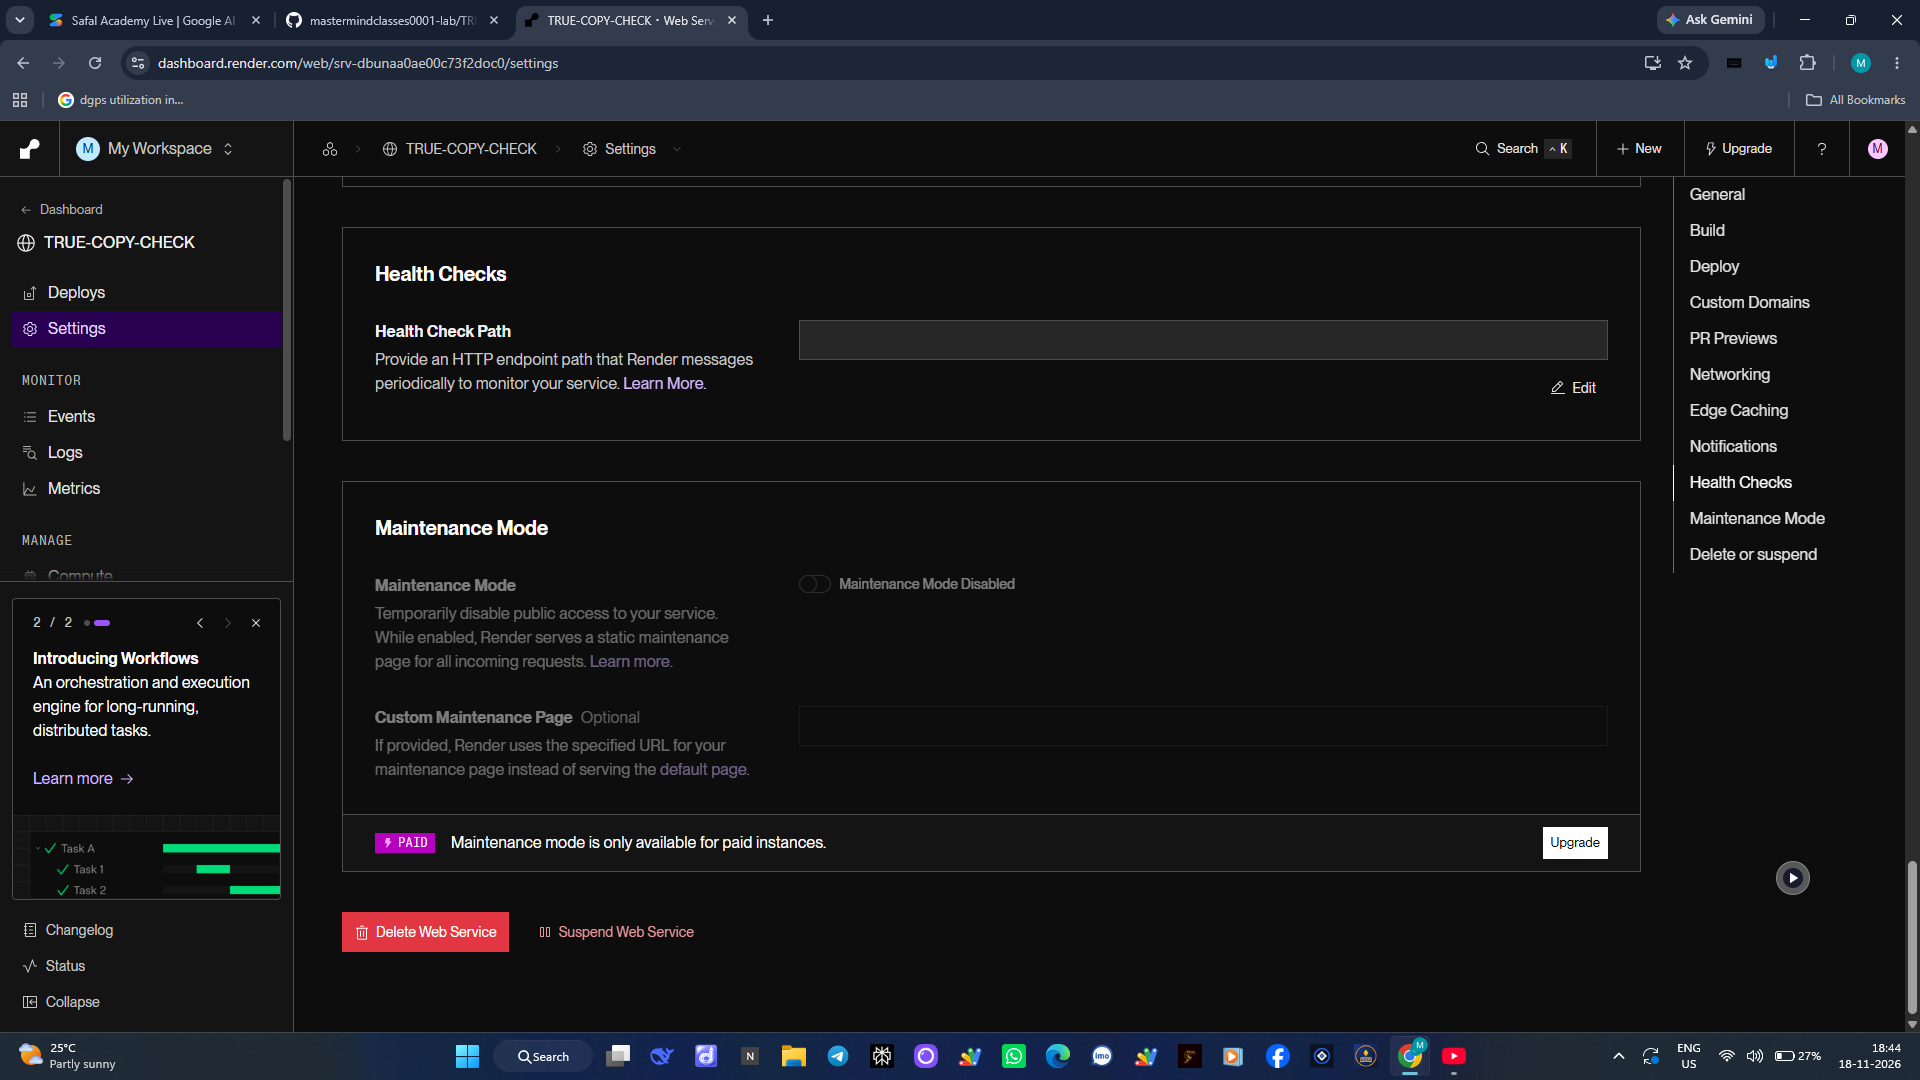 Safal Academy Live | Google AI
mastermindclasses0001-lab/TR
TRUE-COPY-CHECK · Web Serv
Ask Gemini
dashboard.render.com/web/srv-dbunaa0ae00c73f2doc0/settings
M
dgps utilization in...
All Bookmarks
M My Workspace
TRUE-COPY-CHECK
Settings
Search ^ K
+ New
Upgrade
?
M
Dashboard
TRUE-COPY-CHECK
Deploys
Settings
MONITOR
Events
Logs
Metrics
MANAGE
Compute
2 / 2
Introducing Workflows
An orchestration and execution
engine for long-running,
distributed tasks.
Learn more →
Task A
Task 1
Task 2
Changelog
Status
Collapse
Health Checks
Health Check Path
Provide an HTTP endpoint path that Render messages
periodically to monitor your service. Learn More.
Edit
Maintenance Mode
Maintenance Mode
Maintenance Mode Disabled
Temporarily disable public access to your service.
While enabled, Render serves a static maintenance
page for all incoming requests. Learn more.
Custom Maintenance Page Optional
If provided, Render uses the specified URL for your
maintenance page instead of serving the default page.
PAID Maintenance mode is only available for paid instances.
Upgrade
Delete Web Service
Suspend Web Service
General
Build
Deploy
Custom Domains
PR Previews
Networking
Edge Caching
Notifications
Health Checks
Maintenance Mode
Delete or suspend
25°C
Partly sunny
Search
N
imo
M
ENG
US
27%
18:44
18-11-2026